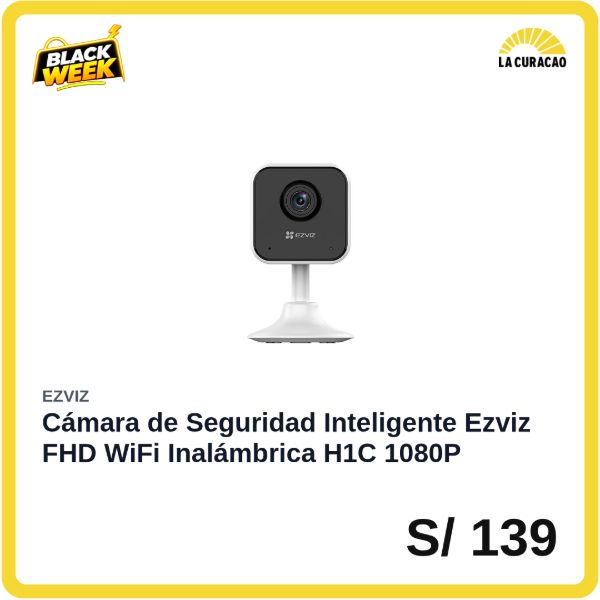 BLACK
WEEK
LA CURACAO
EZVIZ
EZVIZ
Cámara de Seguridad Inteligente Ezviz
FHD WiFi Inalámbrica H1C 1080P
S/ 139